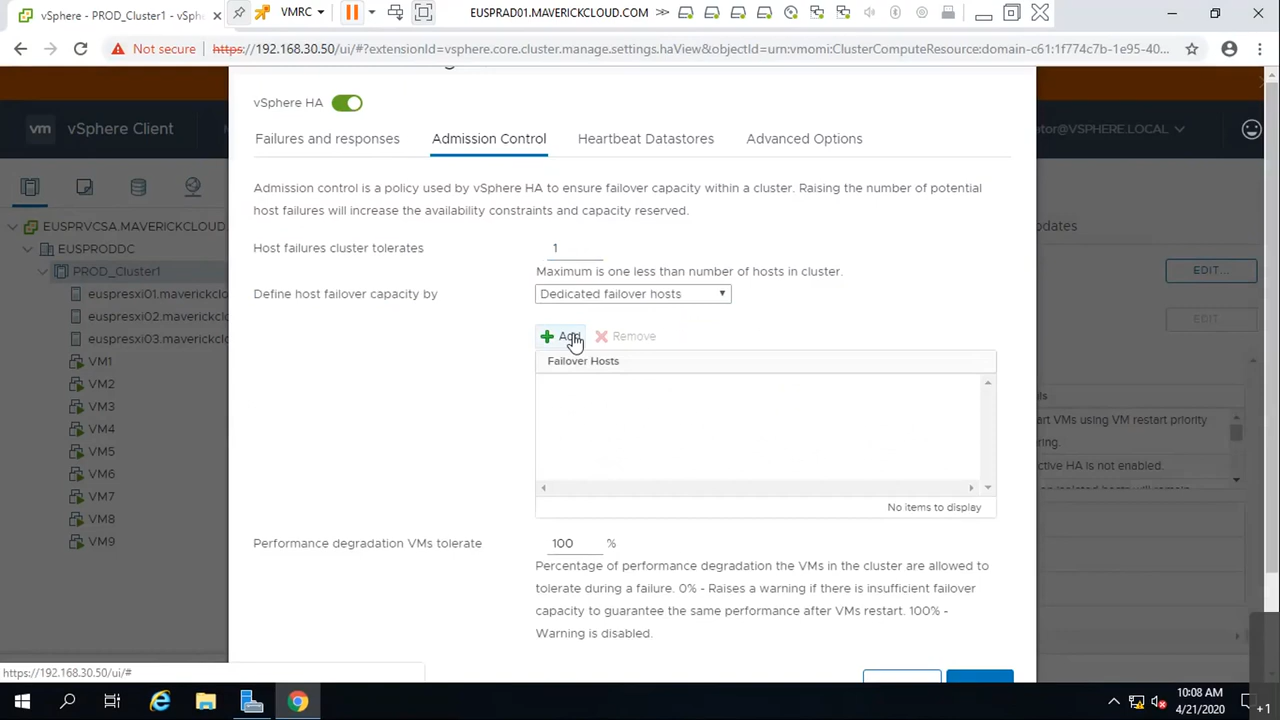 vSphere - PROD_Cluster1 - vSph
VMRC
EUSPRAD01.MAVERICKCLOUD.COM
Not secure
https://192.168.30.50/ui/#?extensionId=vsphere.core.cluster.manage.settings.haView&objectId=urn:vmomi:ClusterComputeResource:domain-c61:1f774c7b-1e95-40...
vm vSphere Client
ator@VSPHERE.LOCAL
EUSPRVCSA.MAVERICKCLOUD
EUSPRODDC
PROD_Cluster1
euspresxi01.maverickclo
euspresxi02.maverickclo
euspresxi03.maverickclo
VM1
VM2
VM3
VM4
VM5
VM6
VM7
VM8
VM9
vSphere HA
Failures and responses
Admission Control
Heartbeat Datastores
Advanced Options
Admission control is a policy used by vSphere HA to ensure failover capacity within a cluster. Raising the number of potential
host failures will increase the availability constraints and capacity reserved.
Host failures cluster tolerates
1
Maximum is one less than number of hosts in cluster.
Define host failover capacity by
Dedicated failover hosts
Add
Remove
Failover Hosts
No items to display
Performance degradation VMs tolerate
100 %
Percentage of performance degradation the VMs in the cluster are allowed to
tolerate during a failure. 0% - Raises a warning if there is insufficient failover
capacity to guarantee the same performance after VMs restart. 100% -
Warning is disabled.
odates
EDIT...
EDIT
ils
art VMs using VM restart priority
ring.
ctive HA is not enabled.
https://192.168.30.50/ui/#
10:08 AM
4/21/2020
+1